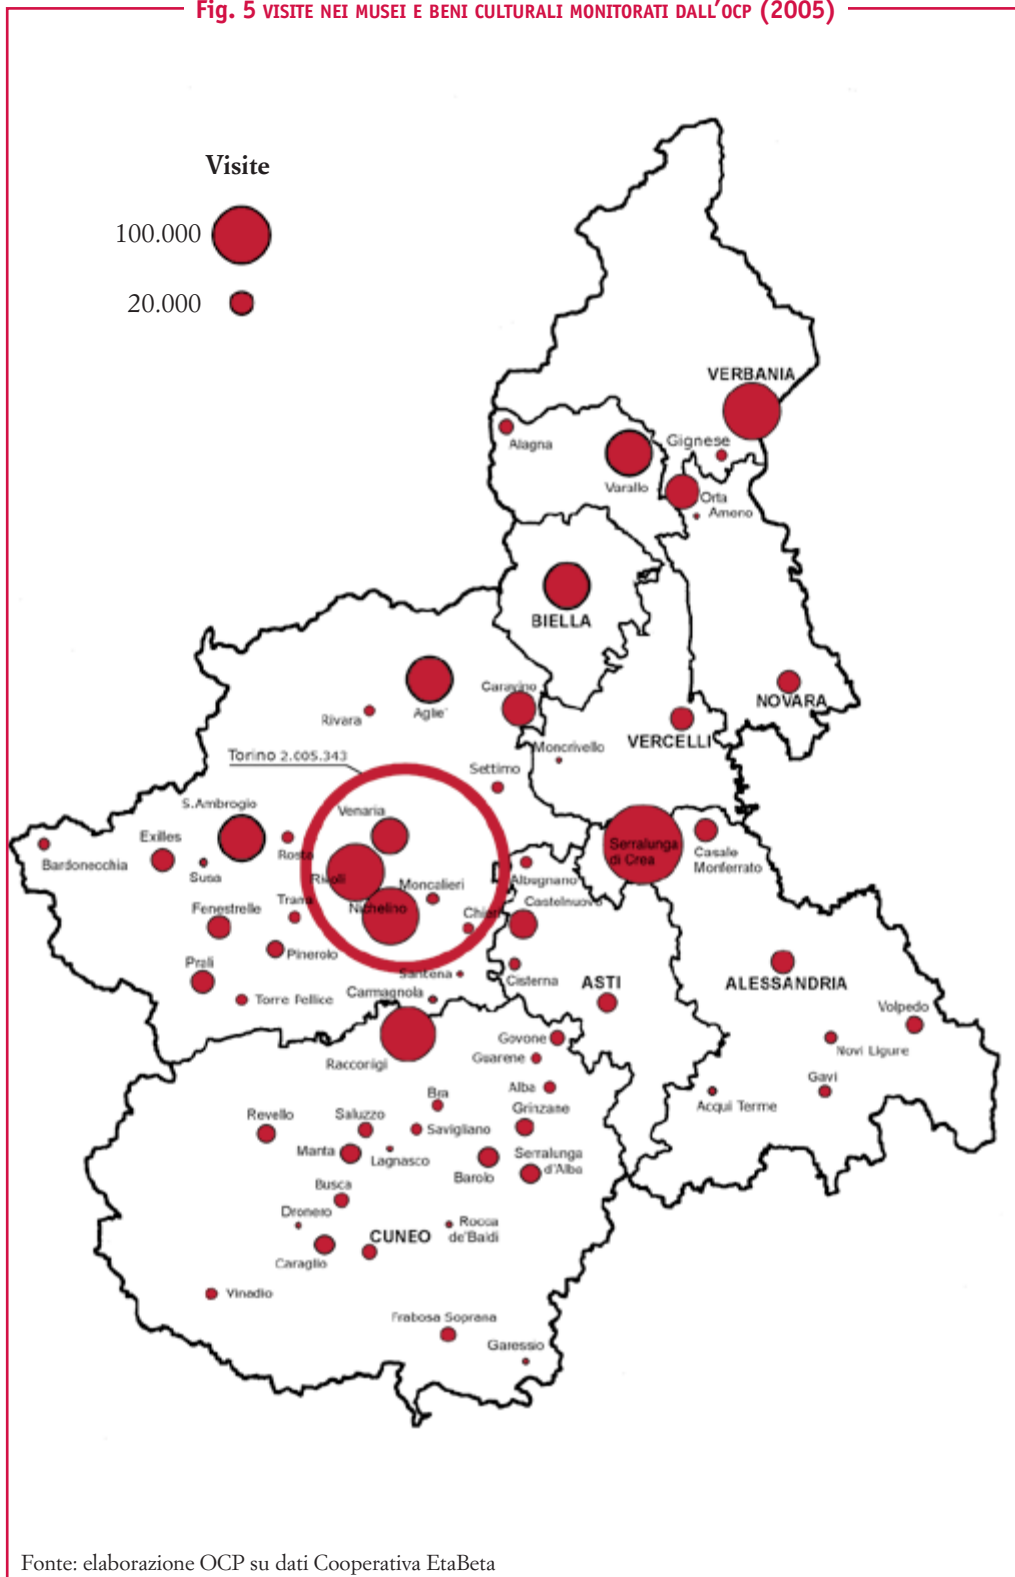 Fig. 5 VISITE NEI MUSEI E BENI CULTURALI MONITORATI DALL'OCP (2005)
Visite
100.000
20.000
VERBANIA
Alagna
Gignese
Varallo
Orta
Ameno
BIELLA
Caravino
Aglie'
Rivara
NOVARA
VERCELLI
Moncrivello
Torino 2.005.343
Settimo
S.Ambrogio
Venaria
Exilles
Bardonecchia
Rosta
Susa
Rivoli
Moncalieri
Serralunga
di Crea
Casale
Monferrato
Albugnano
Castelnuovo
Trana
Fenestrelle
Nichelino
Chieri
Pinerolo
Prali
Santena
Cisterna
ASTI
ALESSANDRIA
Torre Pellice
Carmagnola
Volpedo
Racconigi
Govone
Guarene
Novi Ligure
Alba
Gavi
Bra
Acqui Terme
Revello
Saluzzo
Grinzane
Savigliano
Manta
Lagnasco
Barolo
Serralunga
d'Alba
Busca
Dronero
Rocca
de'Baldi
CUNEO
Caraglio
Vinadio
Frabosa Soprana
Garessio
Fonte: elaborazione OCP su dati Cooperativa EtaBeta